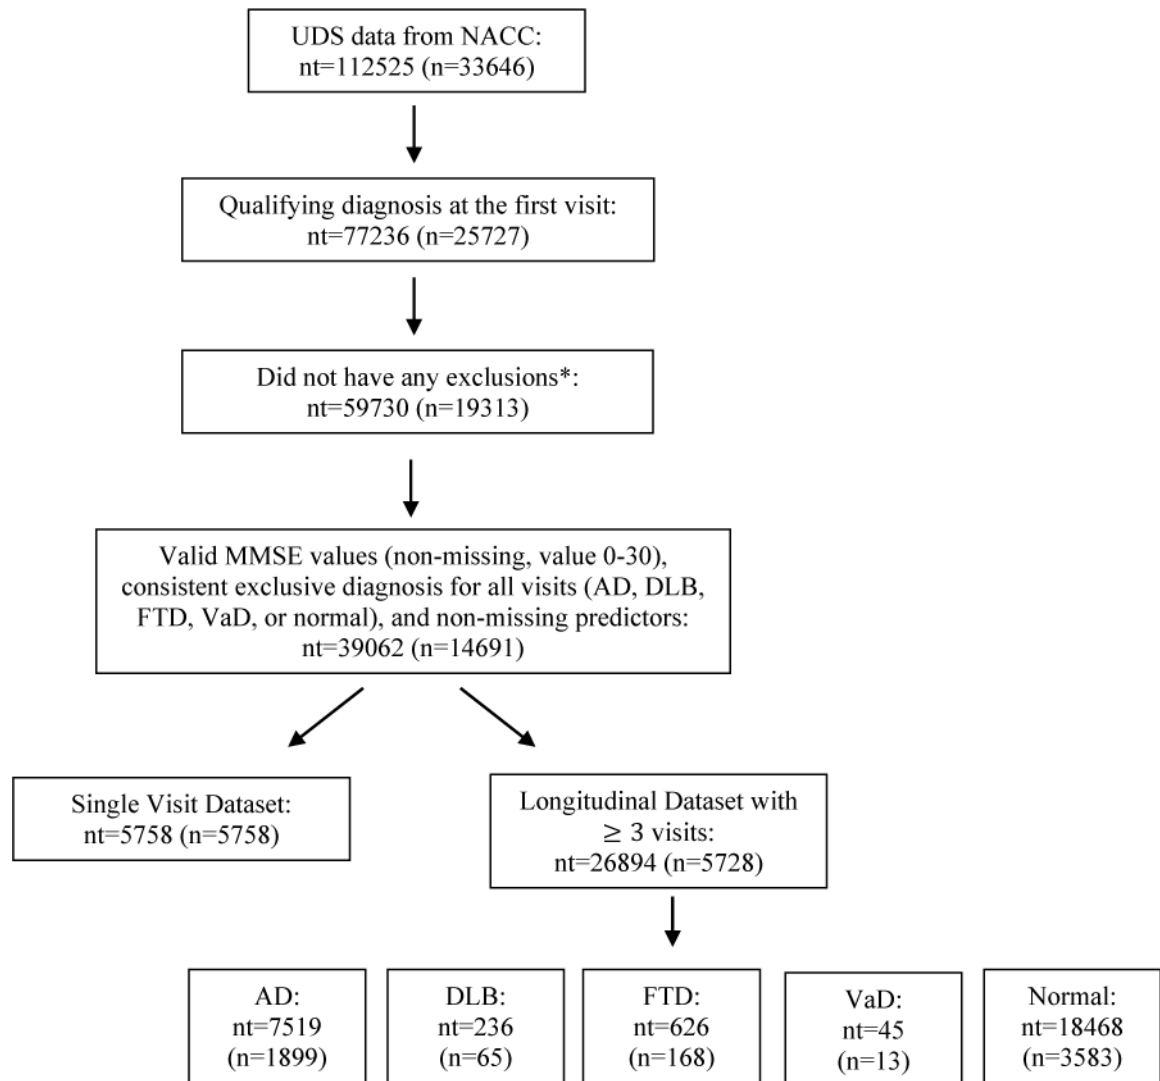 UDS data from NACC:
nt=112525 (n=33646)
Qualifying diagnosis at the first visit:
nt=77236 (n=25727)
Did not have any exclusions*:
nt=59730 (n=19313)
Valid MMSE values (non-missing, value 0-30),
consistent exclusive diagnosis for all visits (AD, DLB,
FTD, VaD, or normal), and non-missing predictors:
nt=39062 (n=14691)
Single Visit Dataset:
nt=5758 (n=5758)
Longitudinal Dataset with
≥ 3 visits:
nt=26894 (n=5728)
AD:
nt=7519
(n=1899)
DLB:
nt=236
(n=65)
FTD:
nt=626
(n=168)
VaD:
nt=45
(n=13)
Normal:
nt=18468
(n=3583)